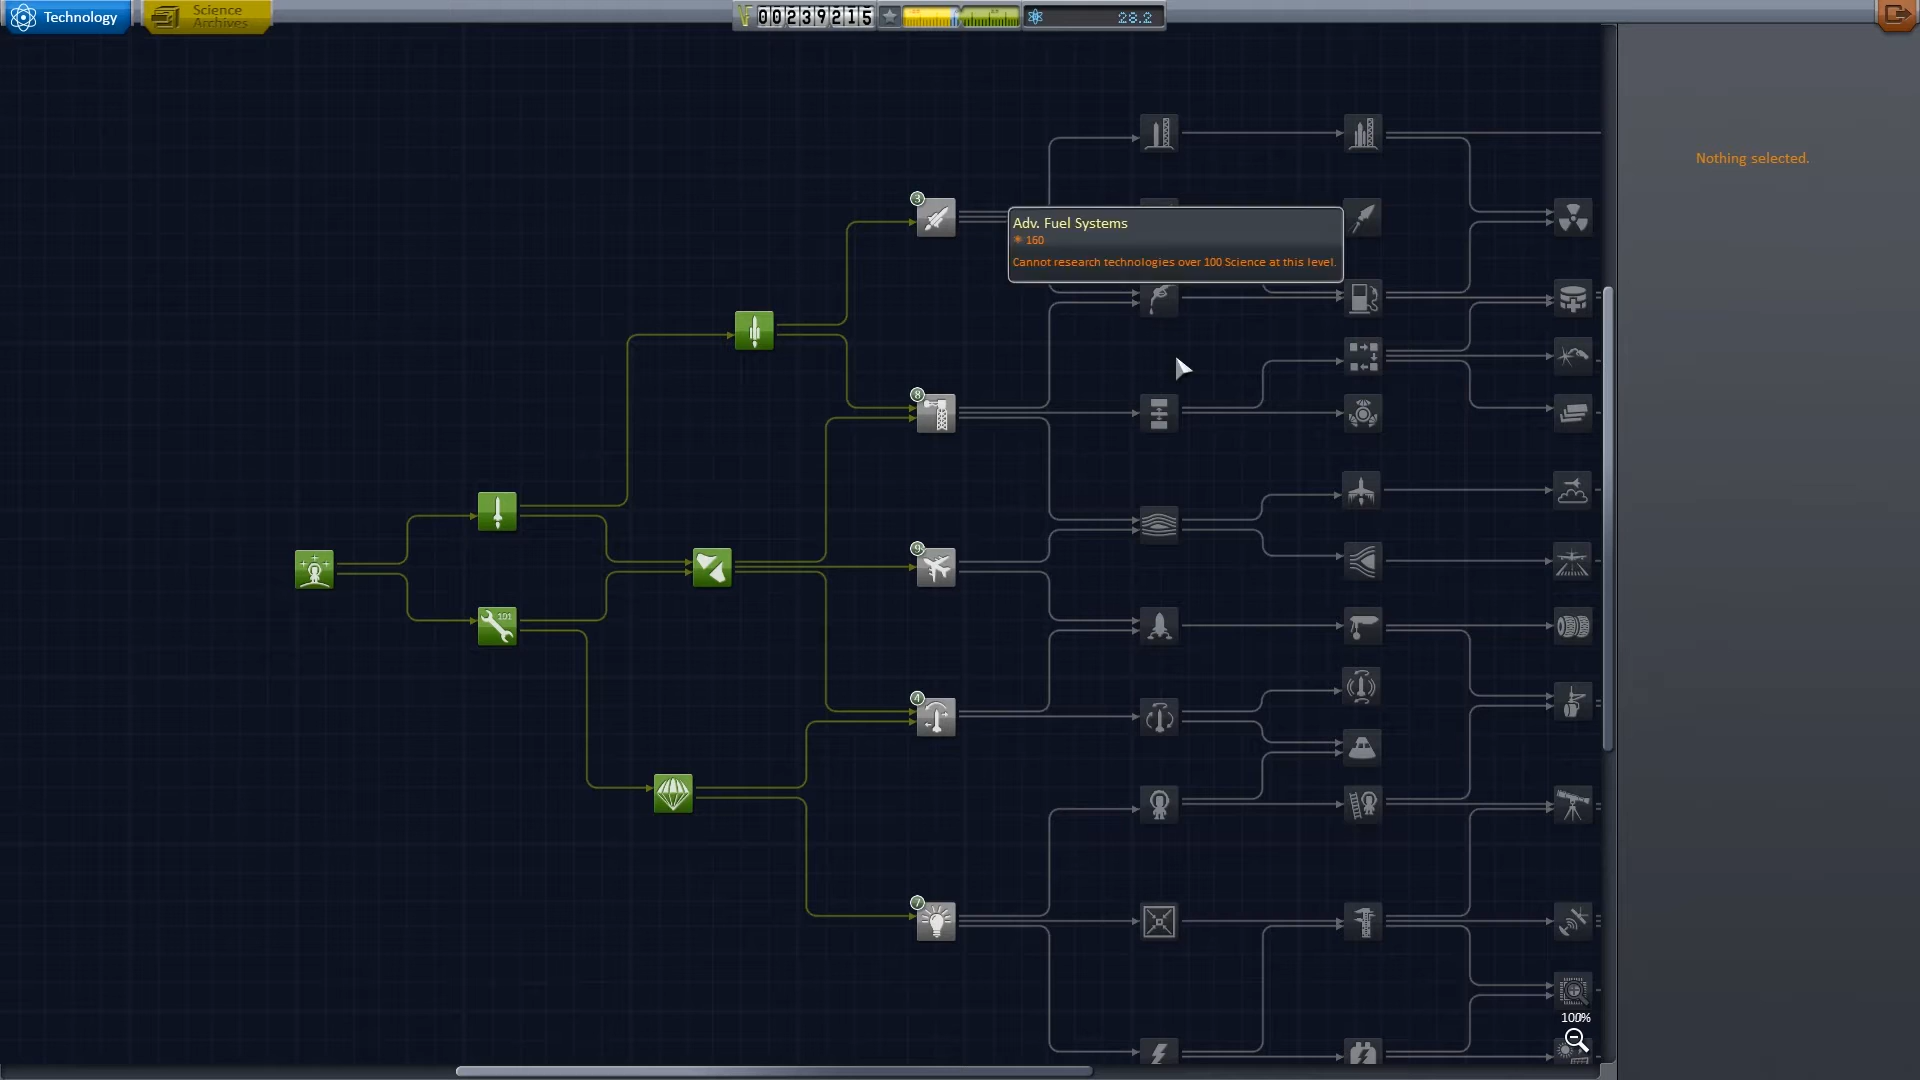 Technology
Science
Archives
00239215
28.2
3
Adv. Fuel Systems
160
Cannot research technologies over 100 Science at this level.
Nothing selected.
8
9
101
4
7
100%